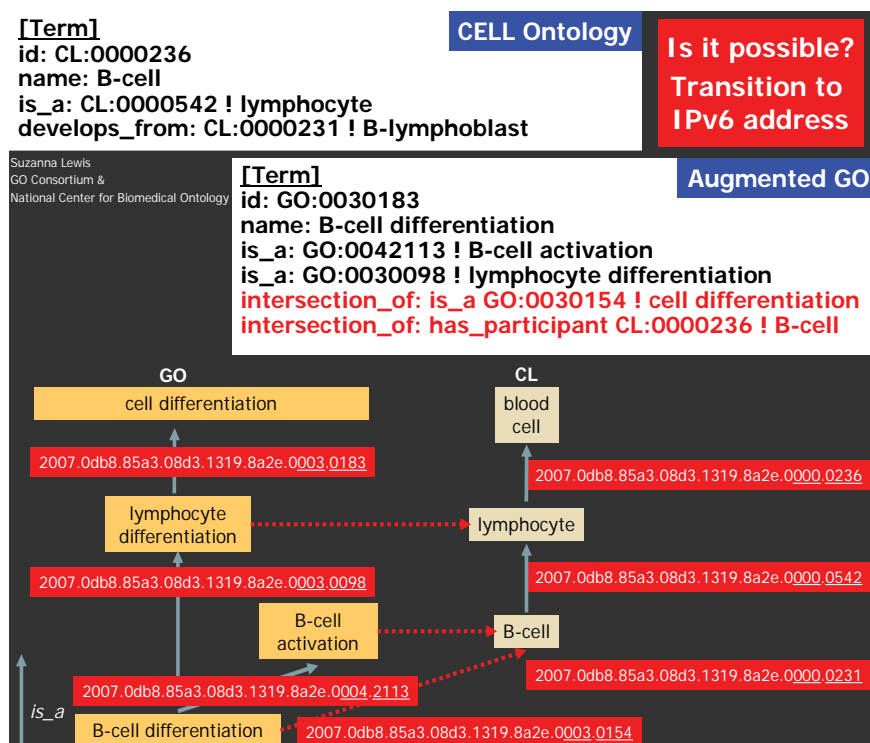 [Term]
id: CL:0000236
name: B-cell
is_a: CL:0000542 ! lymphocyte
develops_from: CL:0000231 ! B-lymphoblast
CELL Ontology
Is it possible?
Transition to
IPv6 address
Suzanna Lewis
GO Consortium &
National Center for Biomedical Ontology
[Term]
id: GO:0030183
name: B-cell differentiation
is_a: GO:0042113 ! B-cell activation
is_a: GO:0030098 ! lymphocyte differentiation
intersection_of: is_a GO:0030154 ! cell differentiation
intersection_of: has_participant CL:0000236 ! B-cell
Augmented GO
GO
CL
cell differentiation
blood
cell
2007.0db8.85a3.08d3.1319.8a2e.0003.0183
2007.0db8.85a3.08d3.1319.8a2e.0000.0236
lymphocyte
differentiation
lymphocyte
2007.0db8.85a3.08d3.1319.8a2e.0003.0098
2007.0db8.85a3.08d3.1319.8a2e.0000.0542
B-cell
activation
B-cell
2007.0db8.85a3.08d3.1319.8a2e.0000.0231
2007.0db8.85a3.08d3.1319.8a2e.0004.2113
is_a
B-cell differentiation
2007.0db8.85a3.08d3.1319.8a2e.0003.0154